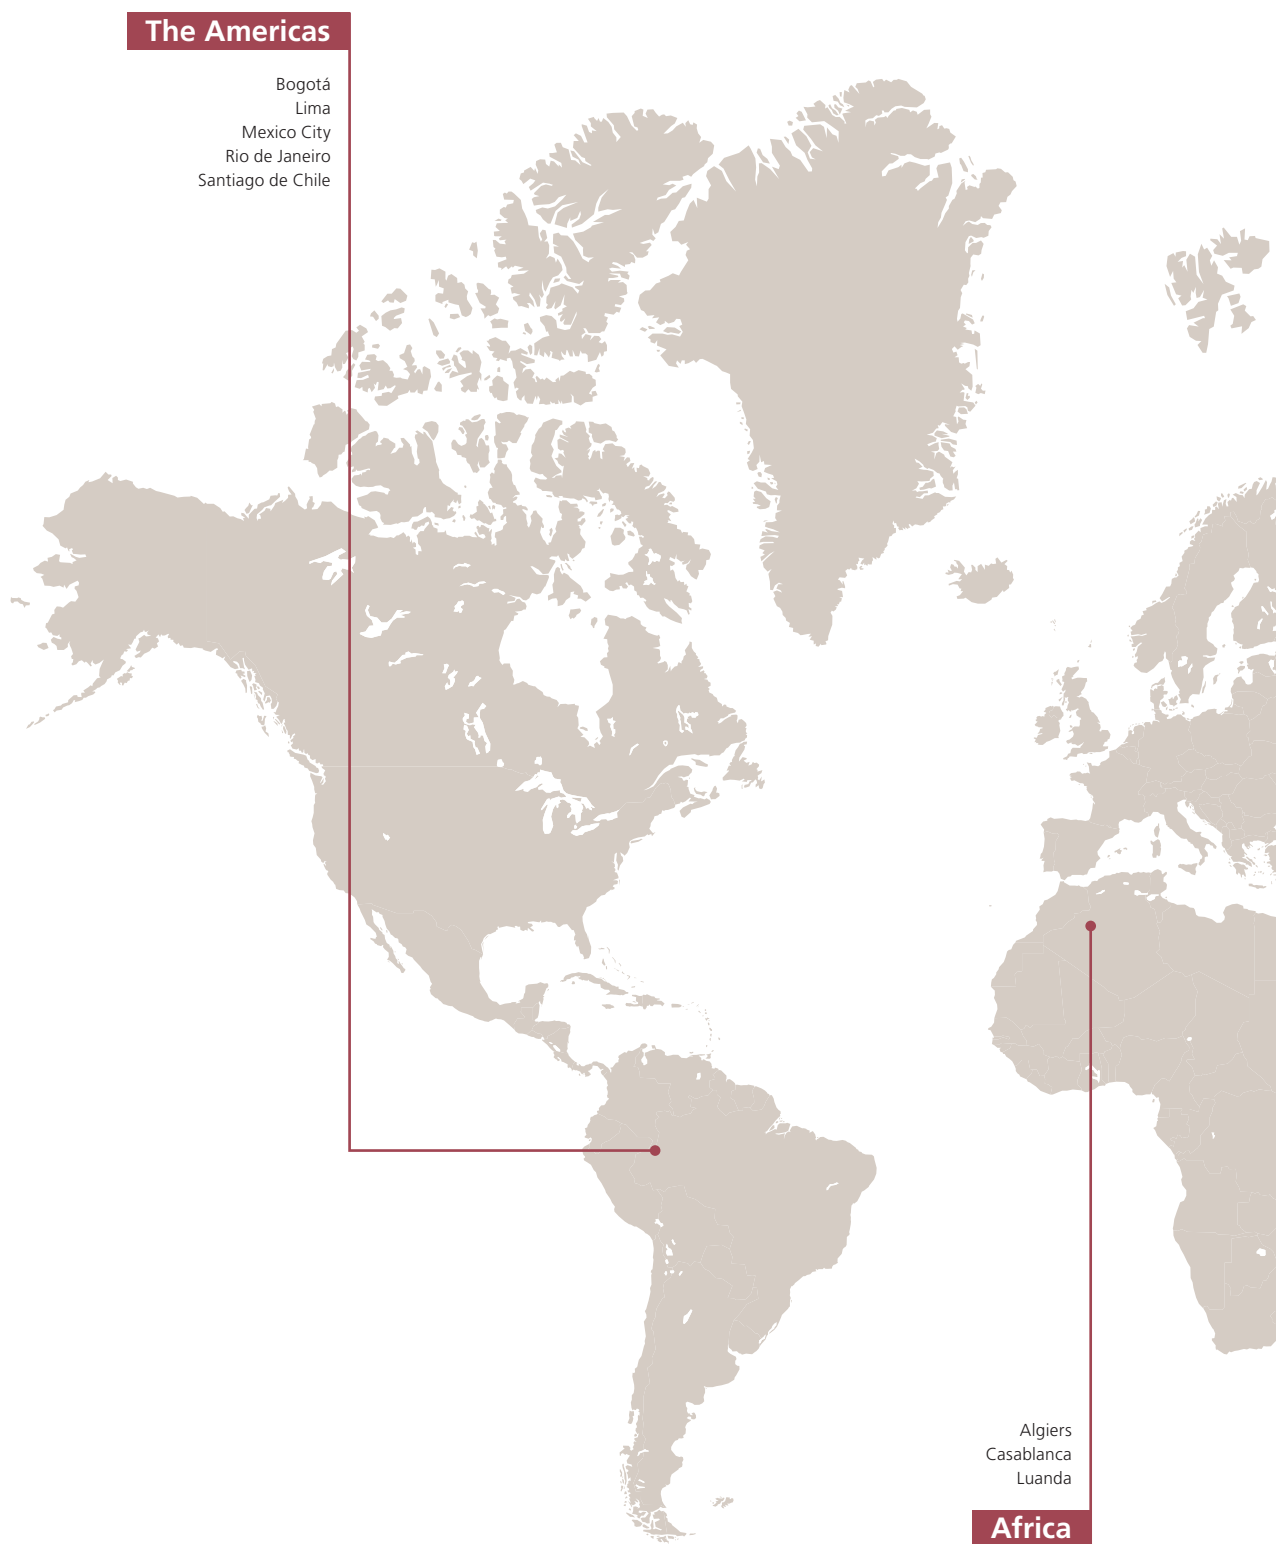 The Americas
Bogotá
Lima
Mexico City
Rio de Janeiro
Santiago de Chile
Algiers
Casablanca
Luanda
Africa